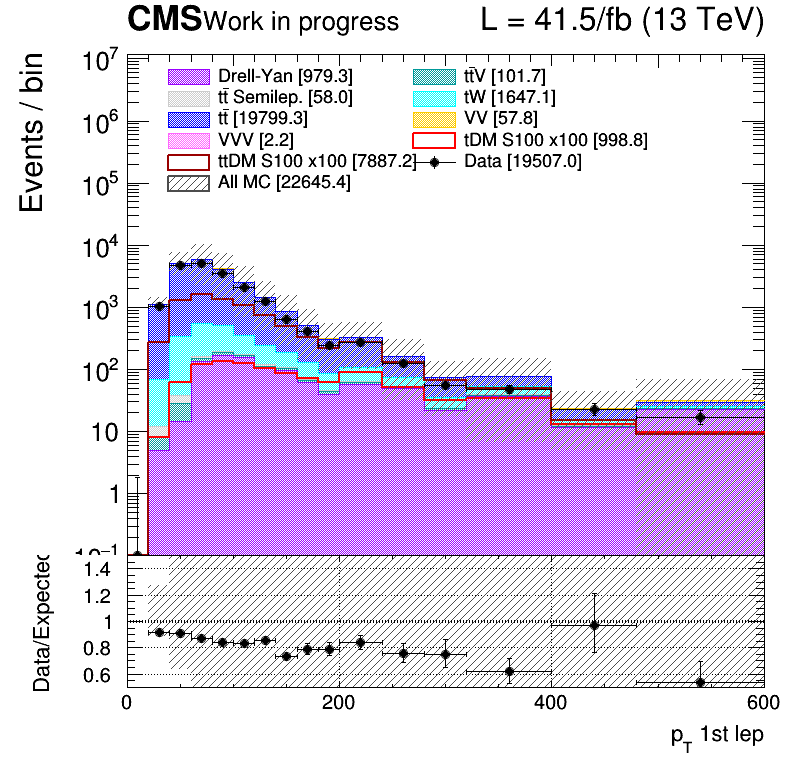 CMS Work in progress L = 41.5/fb (13 TeV)
Events / bin
10⁷
10⁶
10⁵
10⁴
10³
10²
10
1
10⁻¹
Drell-Yan [979.3] tt̄V [101.7]
tt̄ Semilep. [58.0] tW [1647.1]
tt̄ [19799.3] VV [57.8]
VVV [2.2] tDM S100 x100 [998.8]
ttDM S100 x100 [7887.2] Data [19507.0]
All MC [22645.4]
Data/Expected
1.4
1.2
1
0.8
0.6
0 200 400 600
p_T 1st lep